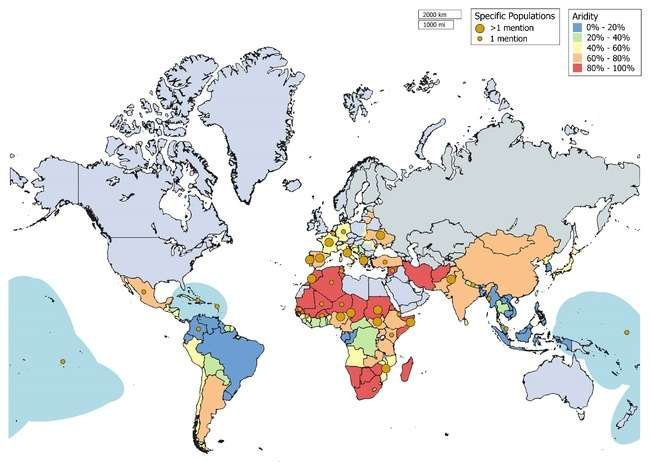 2000 km
1000 mi
Specific Populations
>1 mention
1 mention
Aridity
0% - 20%
20% - 40%
40% - 60%
60% - 80%
80% - 100%